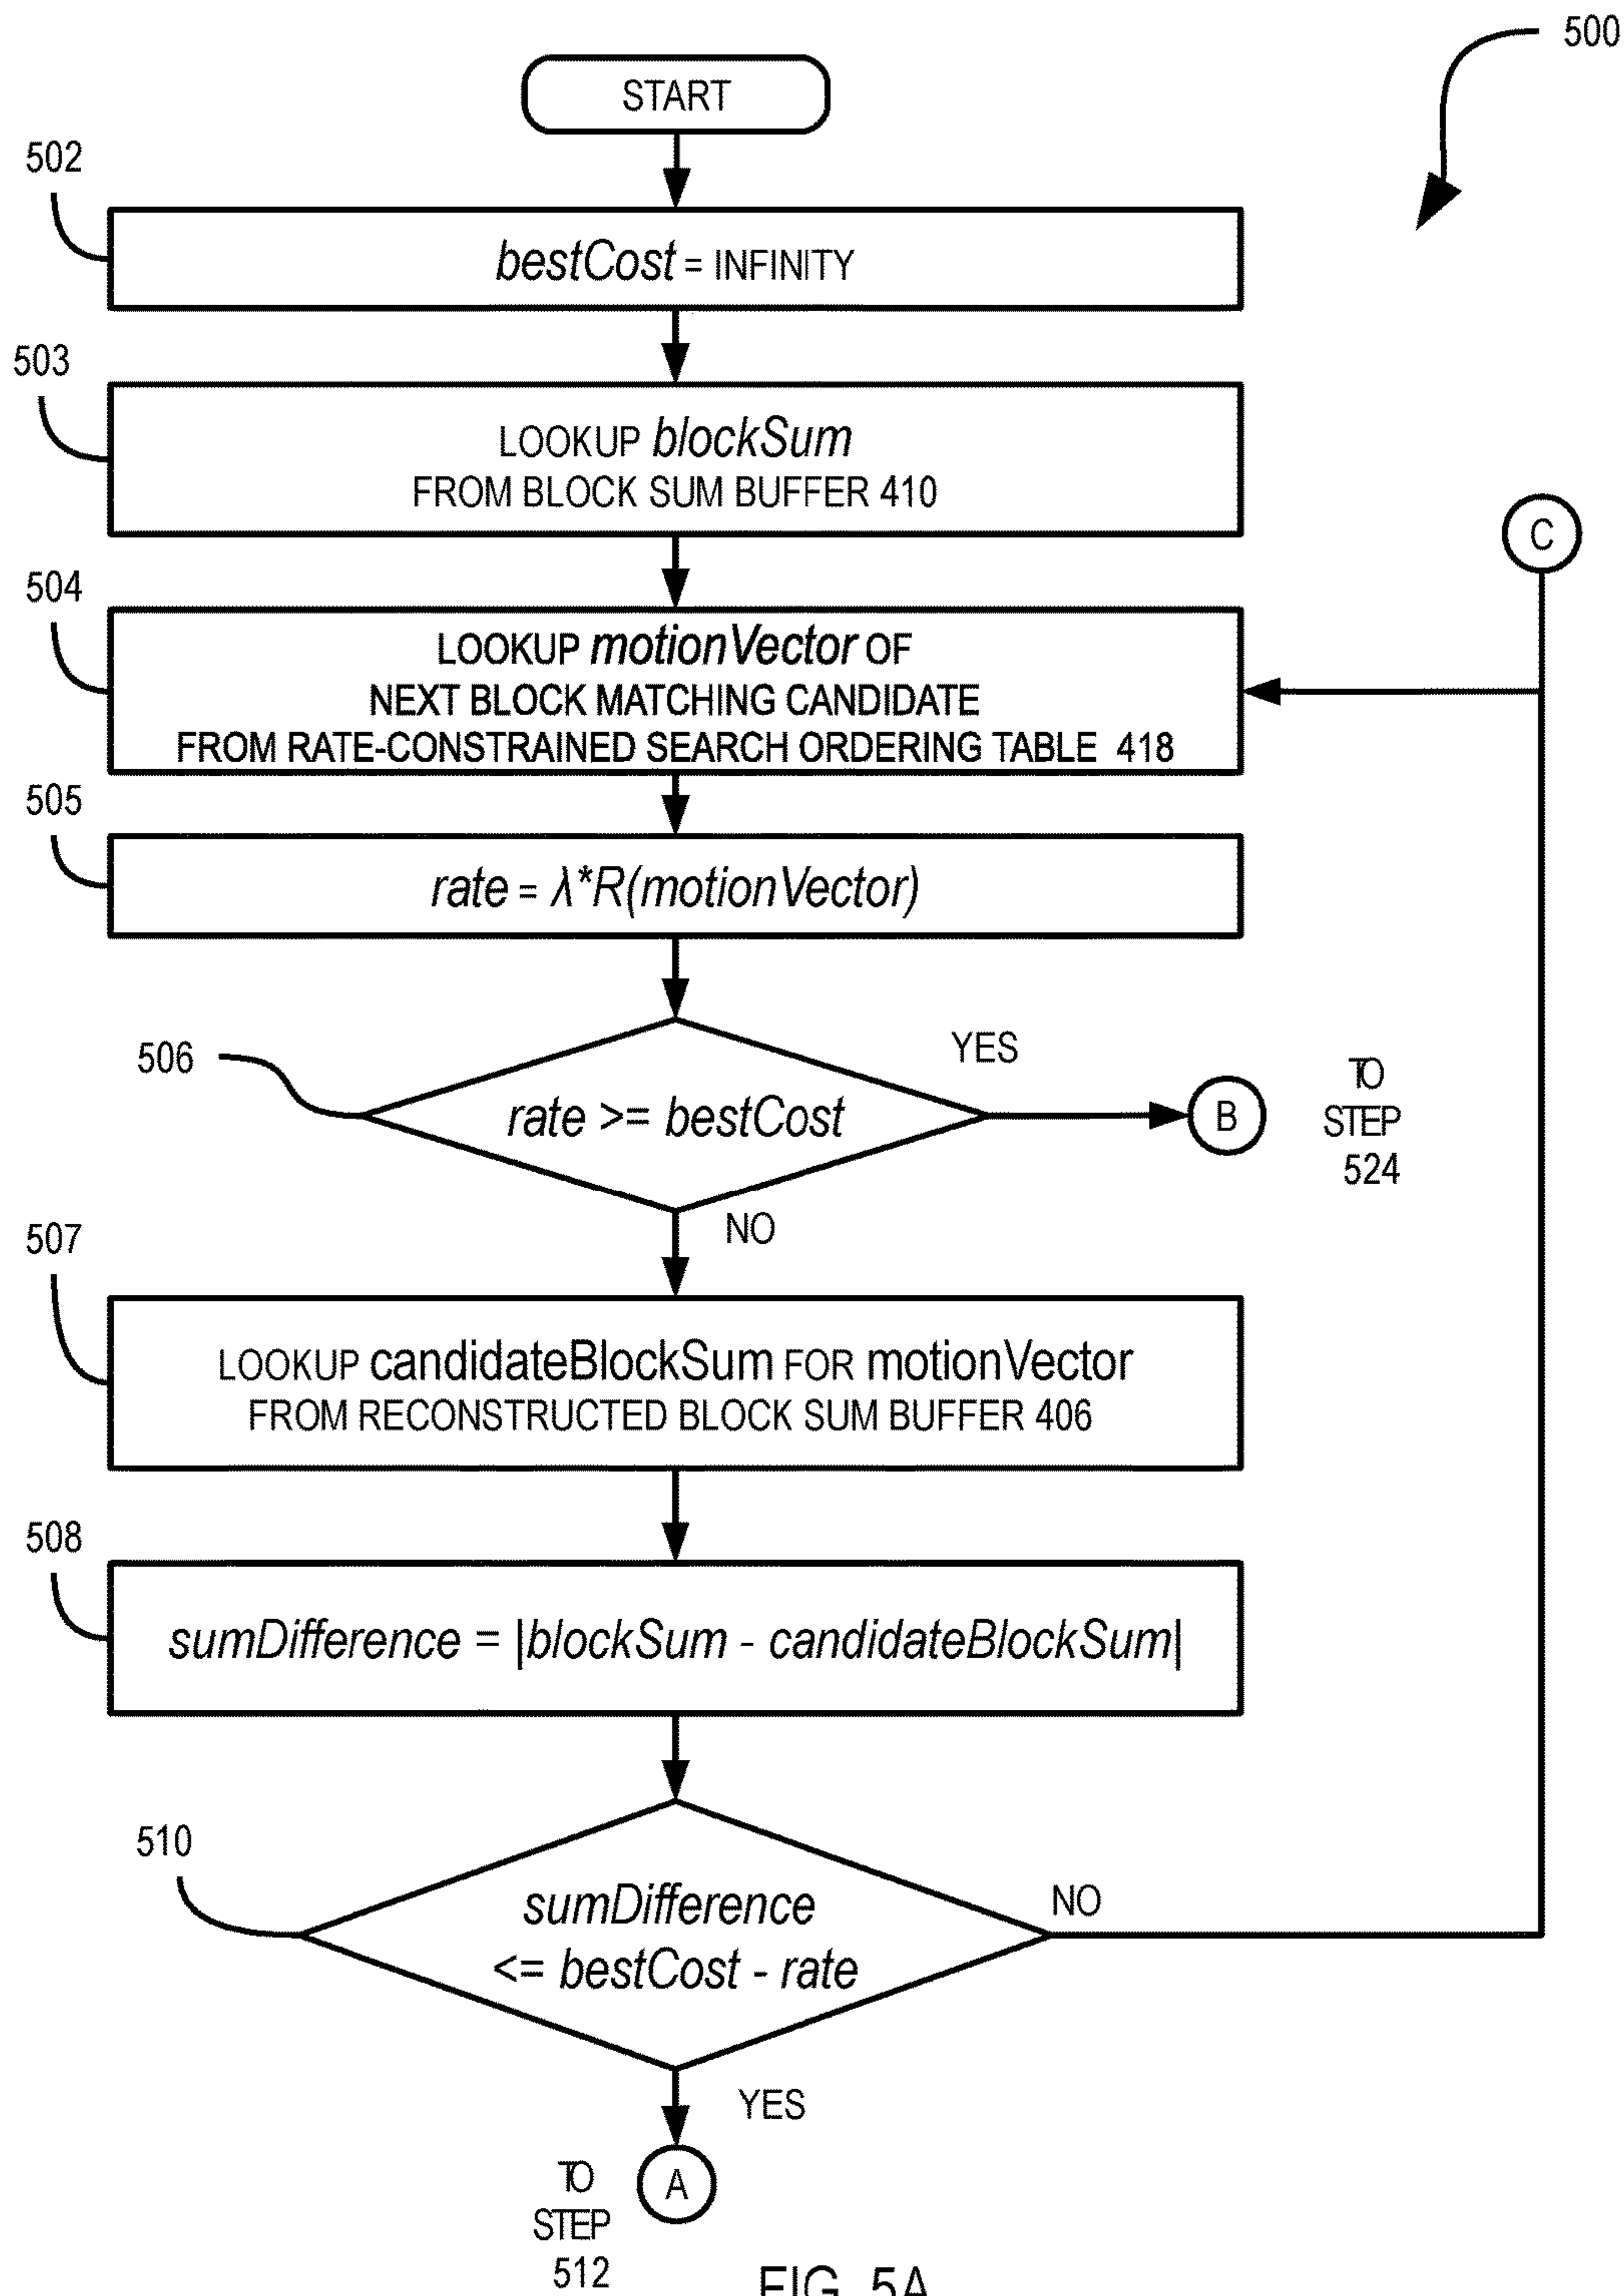 500
START
502
bestCost = INFINITY
503
LOOKUP blockSum
FROM BLOCK SUM BUFFER 410
C
504
LOOKUP motionVector OF
NEXT BLOCK MATCHING CANDIDATE
FROM RATE-CONSTRAINED SEARCH ORDERING TABLE 418
505
rate = λ*R(motionVector)
506
rate >= bestCost
YES
B
TO
STEP
524
NO
507
LOOKUP candidateBlockSum FOR motionVector
FROM RECONSTRUCTED BLOCK SUM BUFFER 406
508
sumDifference = |blockSum - candidateBlockSum|
510
sumDifference
<= bestCost - rate
NO
YES
A
TO
STEP
512
FIG. 5A